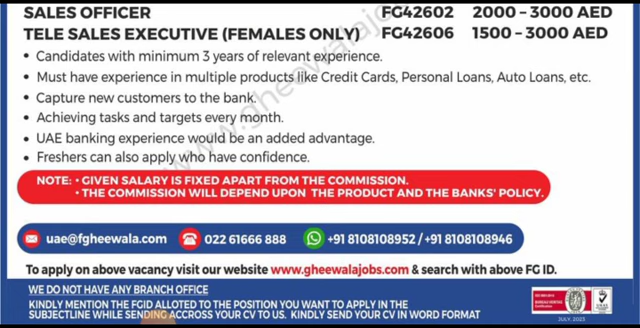 SALES OFFICER FG42602 2000 – 3000 AED
TELE SALES EXECUTIVE (FEMALES ONLY) FG42606 1500 – 3000 AED
• Candidates with minimum 3 years of relevant experience.
• Must have experience in multiple products like Credit Cards, Personal Loans, Auto Loans, etc.
• Capture new customers to the bank.
• Achieving tasks and targets every month.
• UAE banking experience would be an added advantage.
• Freshers can also apply who have confidence.
NOTE: • GIVEN SALARY IS FIXED APART FROM THE COMMISSION.
• THE COMMISSION WILL DEPEND UPON THE PRODUCT AND THE BANKS' POLICY.
uae@fgheewala.com 022 61666 888 +91 8108108952 / +91 8108108946
To apply on above vacancy visit our website www.gheewalajobs.com & search with above FG ID.
WE DO NOT HAVE ANY BRANCH OFFICE
KINDLY MENTION THE FGID ALLOTED TO THE POSITION YOU WANT TO APPLY IN THE
SUBJECTLINE WHILE SENDING ACCROSS YOUR CV TO US. KINDLY SEND YOUR CV IN WORD FORMAT
JULY, 2023